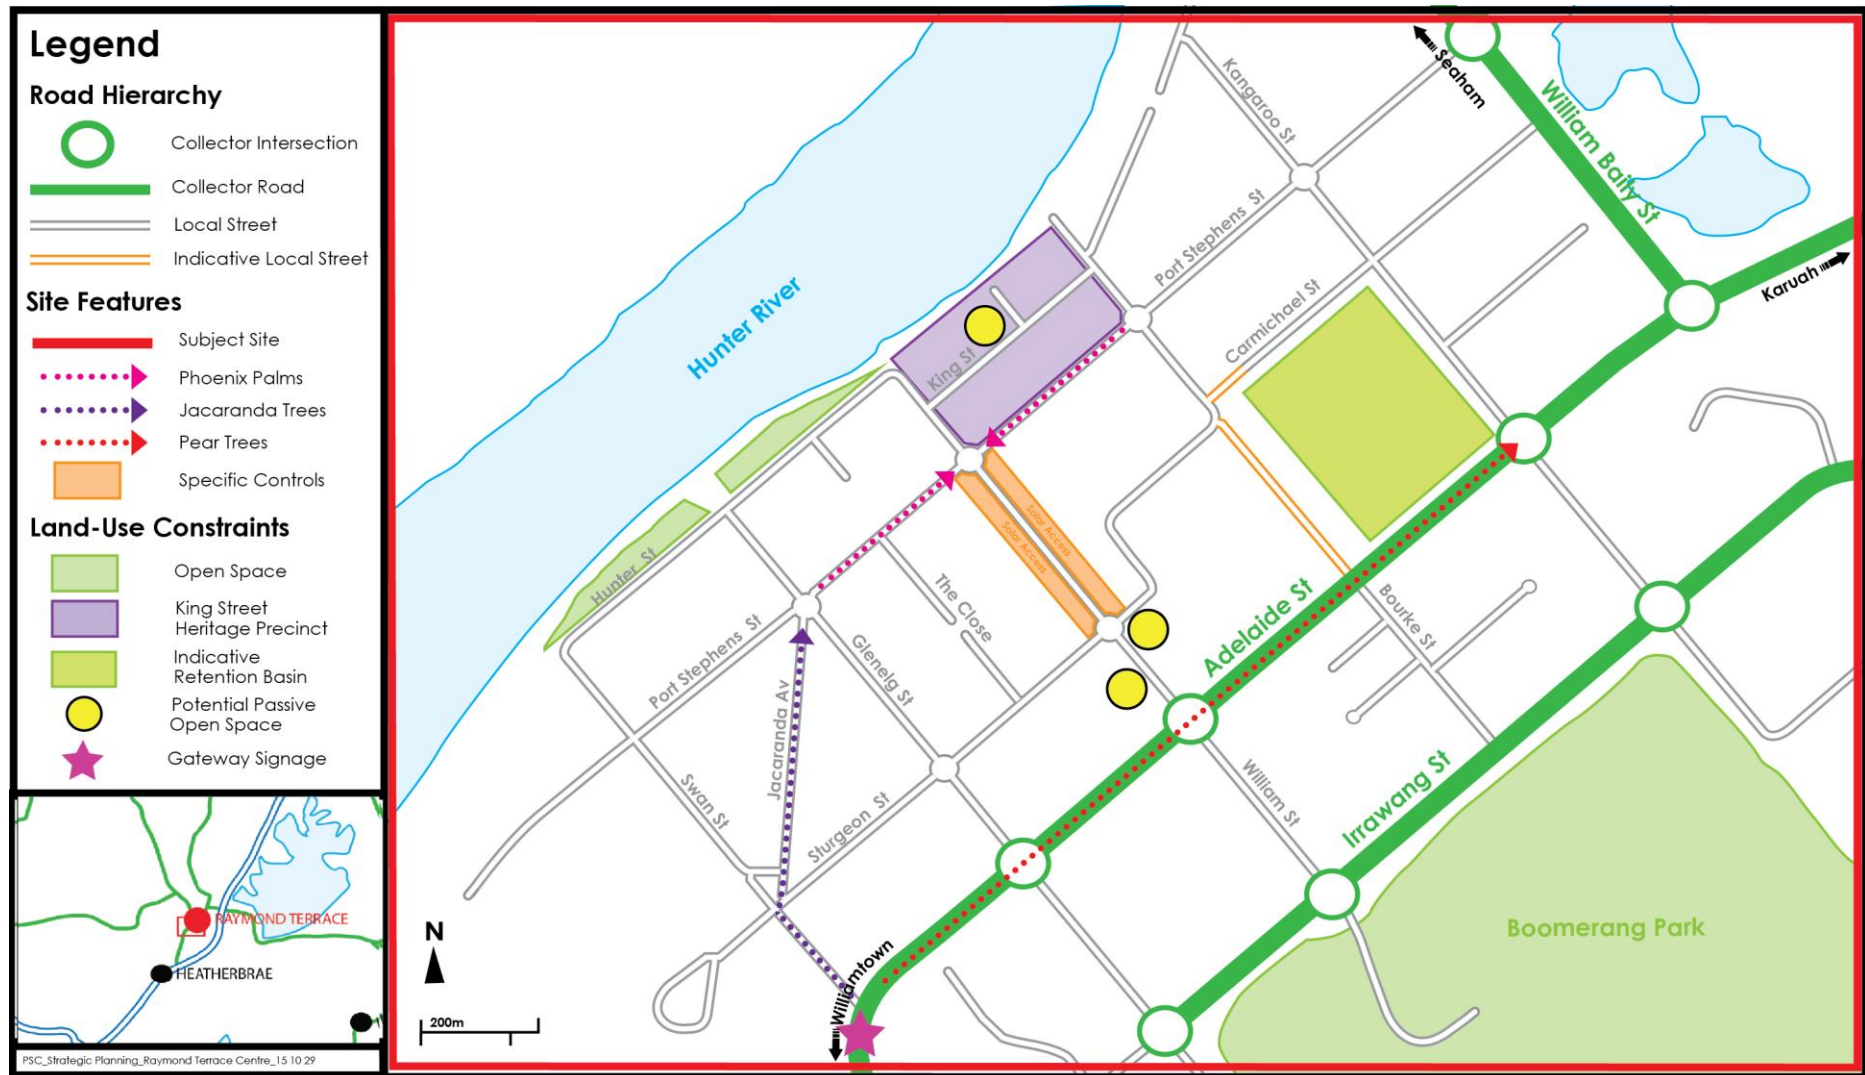 Legend
Road Hierarchy
Collector Intersection
Collector Road
Local Street
Indicative Local Street
Site Features
Subject Site
Phoenix Palms
Jacaranda Trees
Pear Trees
Specific Controls
Land-Use Constraints
Open Space
King Street
Heritage Precinct
Indicative
Retention Basin
Potential Passive
Open Space
Gateway Signage
RAYMOND TERRACE
HEATHERBRAE
PSC_Strategic Planning_Raymond Terrace Centre_15 10 29
Seaham
Kangaroo St
William Baily St
Karuah
Port Stephens St
Hunter River
Carmichael St
King St
Solar Access
Solar Access
Hunter St
The Close
Port Stephens St
Glenelg St
Adelaide St
Bourke St
Jacaranda Av
Swan St
Sturgeon St
William St
Irrawang St
Boomerang Park
Williamtown
N
200m